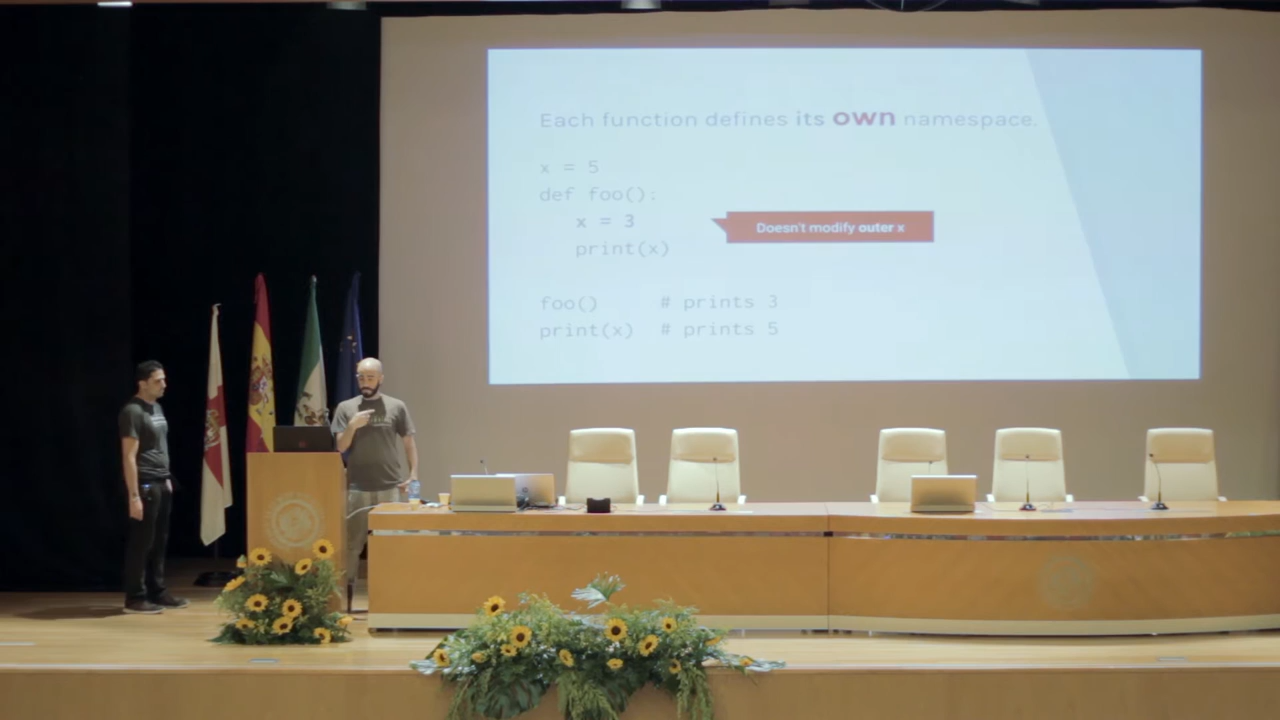 Each function defines its own namespace.
x = 5
def foo():
x = 3
Doesn't modify outer x
print(x)
foo() # prints 3
print(x) # prints 5